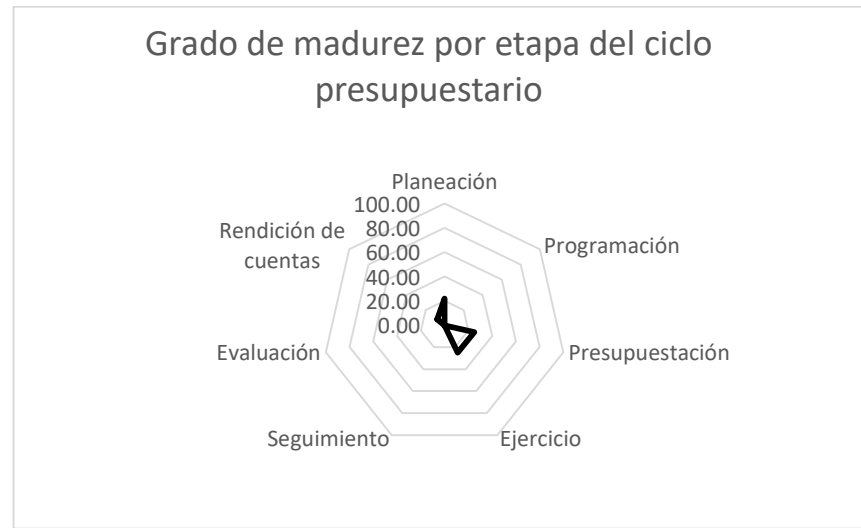 Grado de madurez por etapa del ciclo
presupuestario
Planeación
100.00
80.00
60.00
40.00
20.00
0.00
Programación
Presupuestación
Ejercicio
Seguimiento
Evaluación
Rendición de
cuentas